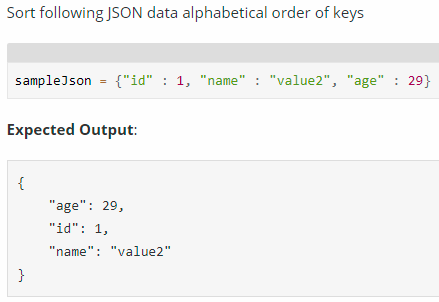 Sort following JSON data alphabetical order of keys
sampleJson = {"id" : 1, "name" : "value2", "age" : 29}
Expected Output:
{
    "age": 29,
    "id": 1,
    "name": "value2"
}